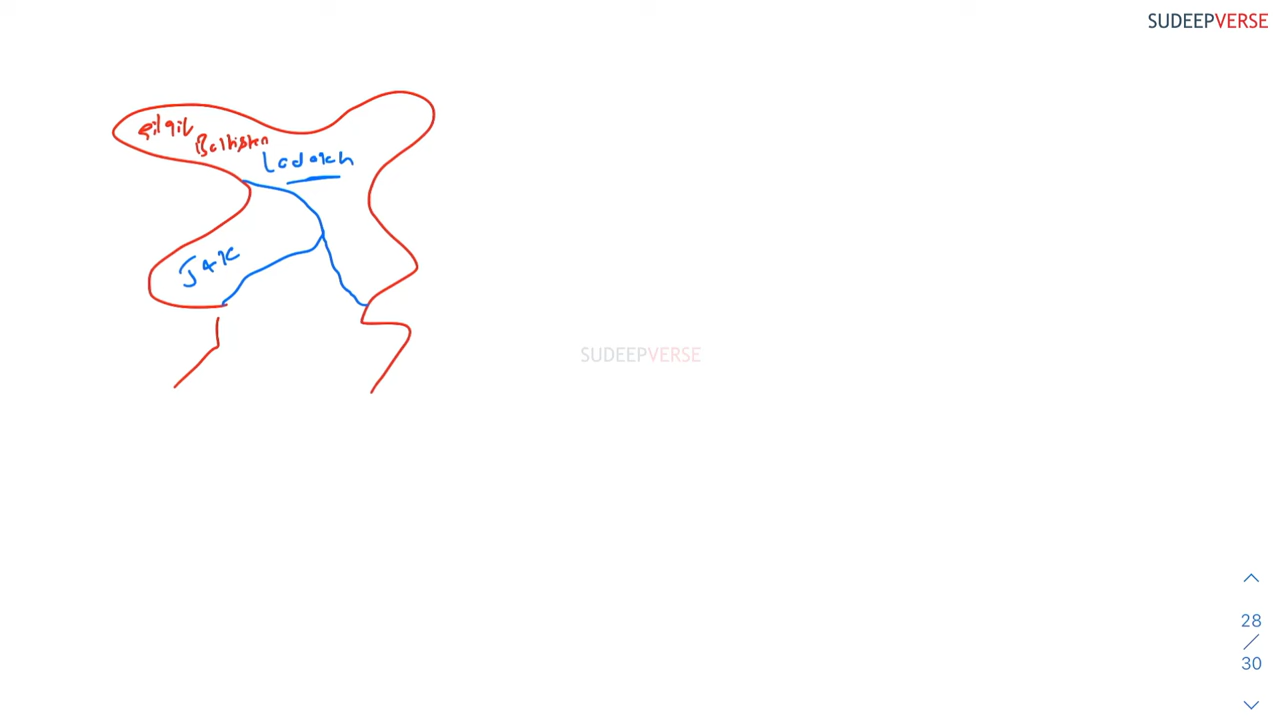 SUDEEPVERSE
Gilgit
Baltistan
Ladakh
J+K
SUDEEPVERSE
28
/
30